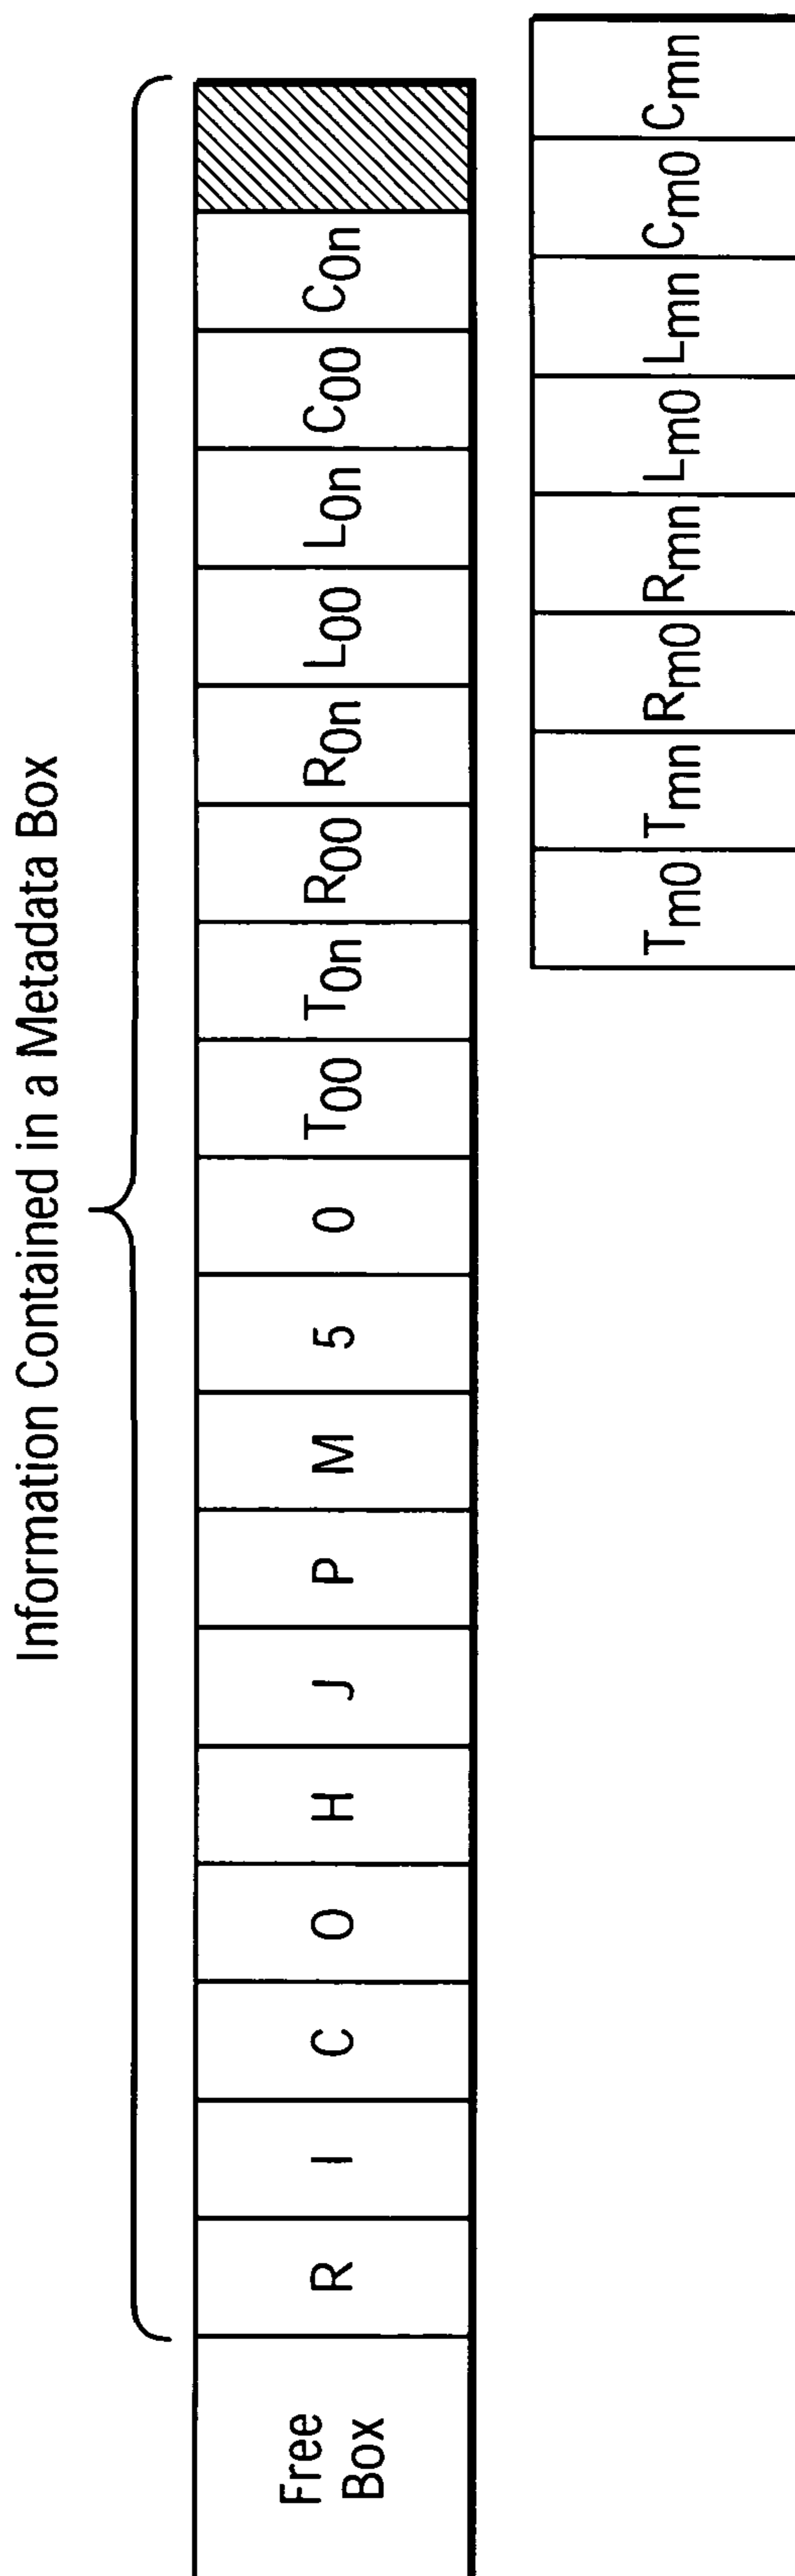 Information Contained in a Metadata Box
Free
Box
R I C O H J P M 5 0 T00 T0n R00 R0n L00 L0n C00 C0n
Tm0 Tmn Rm0 Rmn Lm0 Lmn Cm0 Cmn